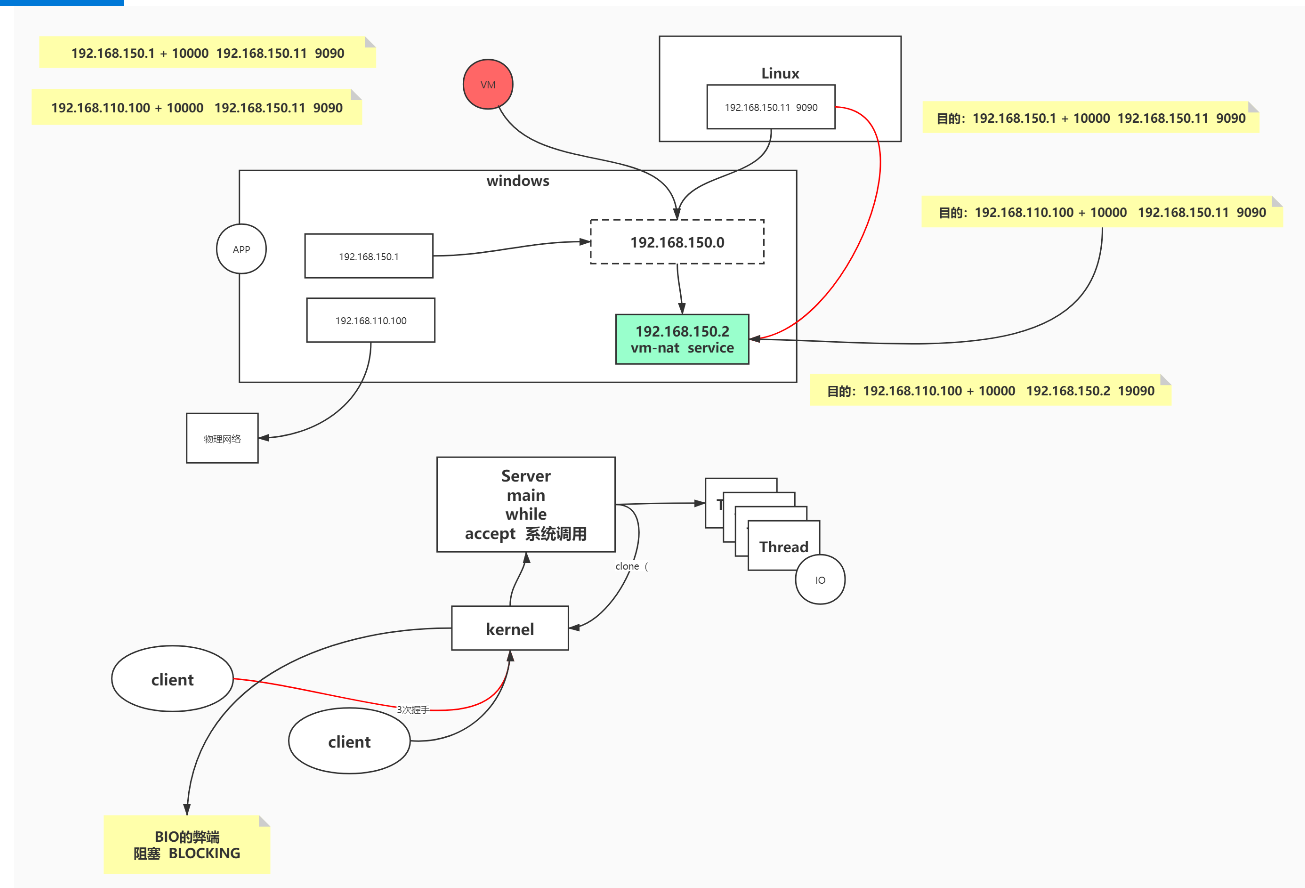 192.168.150.1 + 10000  192.168.150.11  9090
192.168.110.100 + 10000   192.168.150.11  9090
VM
Linux
192.168.150.11  9090
目的：192.168.150.1 + 10000  192.168.150.11  9090
目的：192.168.110.100 + 10000   192.168.150.11  9090
windows
APP
192.168.150.1
192.168.150.0
192.168.110.100
192.168.150.2
vm-nat  service
目的：192.168.110.100 + 10000   192.168.150.2  19090
物理网络
Server
main
while
accept  系统调用
T
Thread
clone（
IO
kernel
client
3次握手
client
BIO的弊端
阻塞  BLOCKING